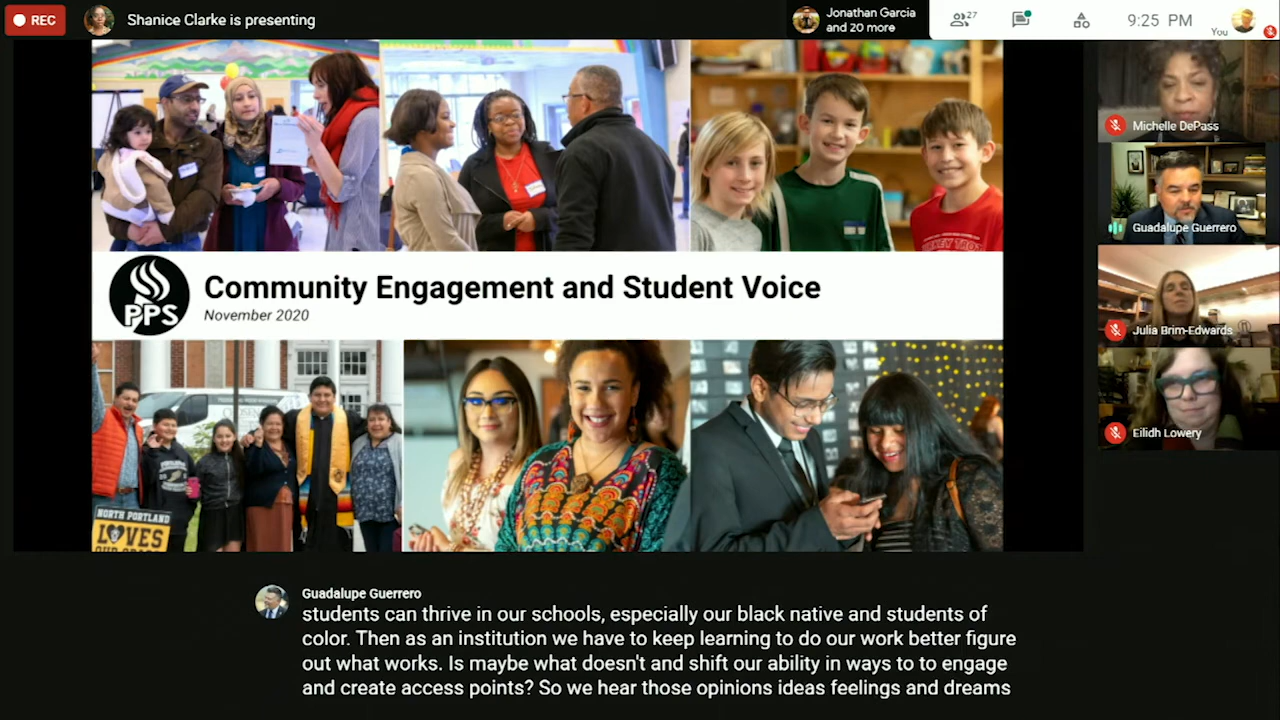 REC
Shanice Clarke is presenting
Jonathan Garcia
and 20 more
27
9:25 PM
You
Michelle DePass
Guadalupe Guerrero
Julia Brim-Edwards
Eilidh Lowery
PPS
Community Engagement and Student Voice
November 2020
NORTH PORTLAND
LOVES
OUR
Guadalupe Guerrero
students can thrive in our schools, especially our black native and students of
color. Then as an institution we have to keep learning to do our work better figure
out what works. Is maybe what doesn't and shift our ability in ways to to engage
and create access points? So we hear those opinions ideas feelings and dreams